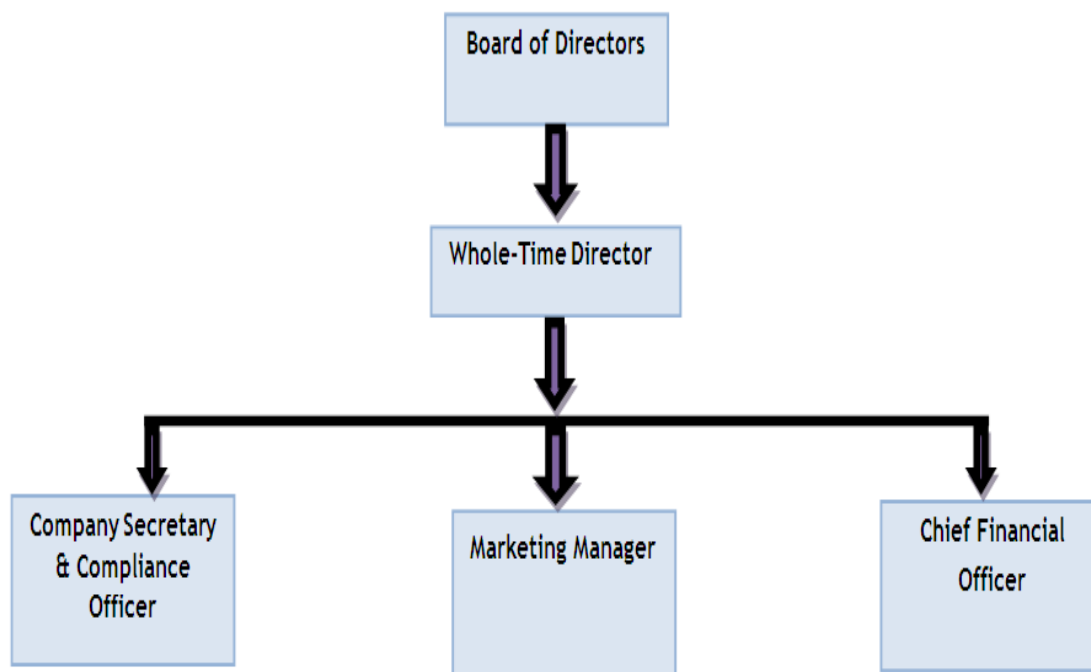 Board of Directors
Whole-Time Director
Company Secretary
& Compliance
Officer
Marketing Manager
Chief Financial
Officer